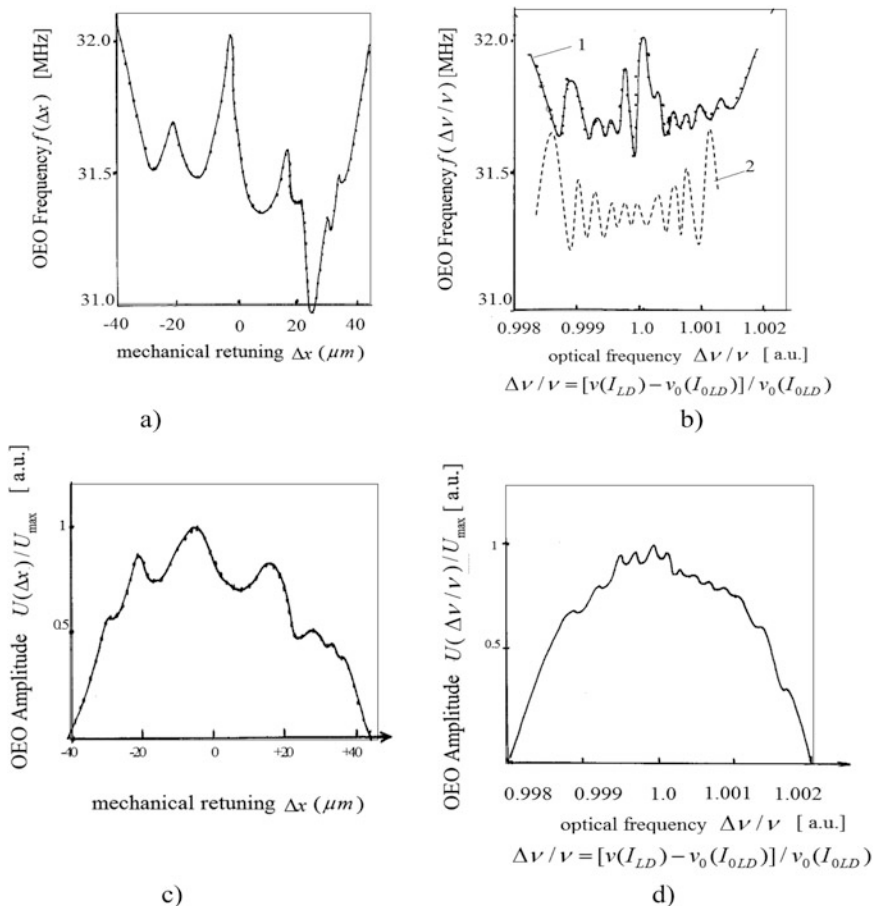 OEO Frequency f(Δx) [MHz]
32.0
31.5
31.0
-40
-20
0
20
40
mechanical retuning Δx (μm)
a)
OEO Frequency f(Δν/ν) [MHz]
32.0
31.5
31.0
1
2
0.998
0.999
1.0
1.001
1.002
optical frequency Δν/ν [ a.u.]
Δν/ν = [ν(I_LD) − ν₀(I_0LD)] / ν₀(I_0LD)
b)
OEO Amplitude U(Δx)/U_max [ a.u.]
1
0.5
-40
-20
0
+20
+40
mechanical retuning Δx (μm)
c)
OEO Amplitude U(Δν/ν)/U_max [ a.u.]
1
0.5
0.998
0.999
1.0
1.001
1.002
optical frequency Δν/ν [ a.u.]
Δν/ν = [ν(I_LD) − ν₀(I_0LD)] / ν₀(I_0LD)
d)